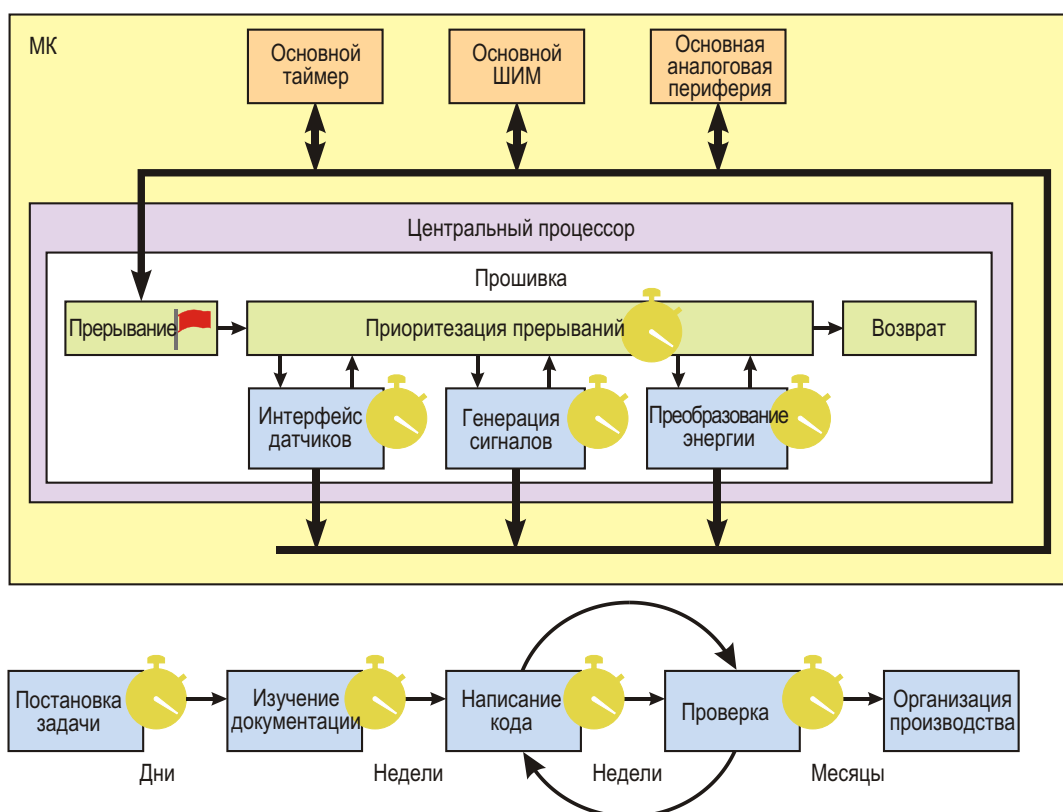 МК
Основной
таймер
Основной
ШИМ
Основная
аналоговая
периферия
Центральный процессор
Прошивка
Прерывание
Приоритезация прерываний
Возврат
Интерфейс
датчиков
Генерация
сигналов
Преобразование
энергии
Постановка
задачи
Изучение
документации
Написание
кода
Проверка
Организация
производства
Дни
Недели
Недели
Месяцы